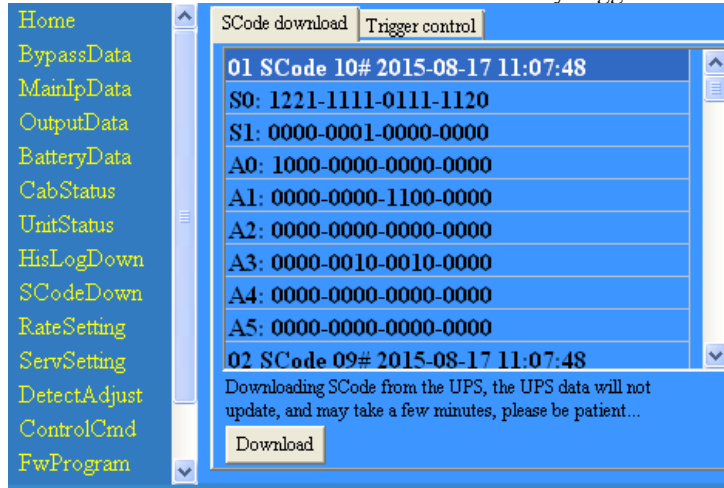 Home
BypassData
MainIpData
OutputData
BatteryData
CabStatus
UnitStatus
HisLogDown
SCodeDown
RateSetting
ServSetting
DetectAdjust
ControlCmd
FwProgram
SCode download
Trigger control
01 SCode 10# 2015-08-17 11:07:48
S0: 1221-1111-0111-1120
S1: 0000-0001-0000-0000
A0: 1000-0000-0000-0000
A1: 0000-0000-1100-0000
A2: 0000-0000-0000-0000
A3: 0000-0010-0010-0000
A4: 0000-0000-0000-0000
A5: 0000-0000-0000-0000
02 SCode 09# 2015-08-17 11:07:48
Downloading SCode from the UPS, the UPS data will not
update, and may take a few minutes, please be patient...
Download